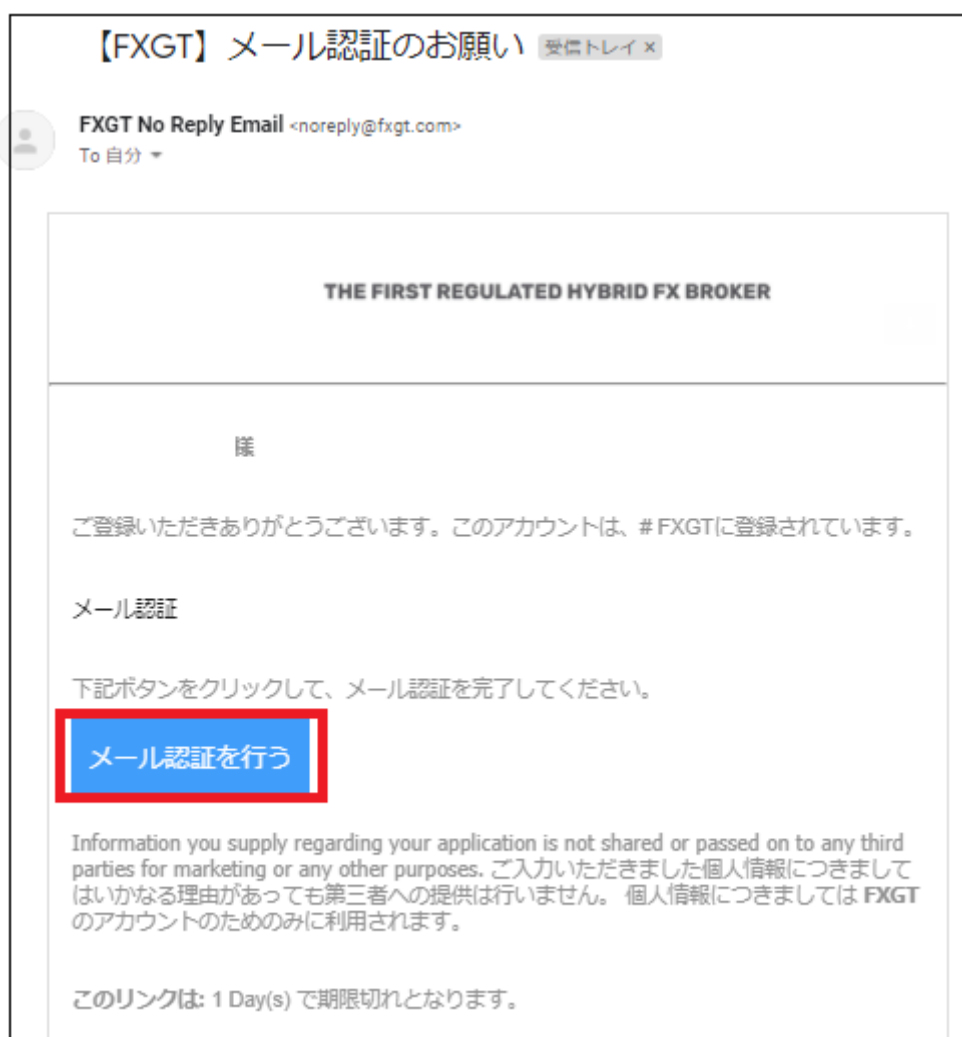 【FXGT】メール認証のお願い 受信トレイ ×
FXGT No Reply Email <noreply@fxgt.com>
To 自分
THE FIRST REGULATED HYBRID FX BROKER
様
ご登録いただきありがとうございます。このアカウントは、# FXGTに登録されています。
メール認証
下記ボタンをクリックして、メール認証を完了してください。
メール認証を行う
Information you supply regarding your application is not shared or passed on to any third
parties for marketing or any other purposes. ご入力いただきました個人情報につきまして
はいかなる理由があっても第三者への提供は行いません。 個人情報につきましては FXGT
のアカウントのためのみに利用されます。
このリンクは: 1 Day(s) で期限切れとなります。